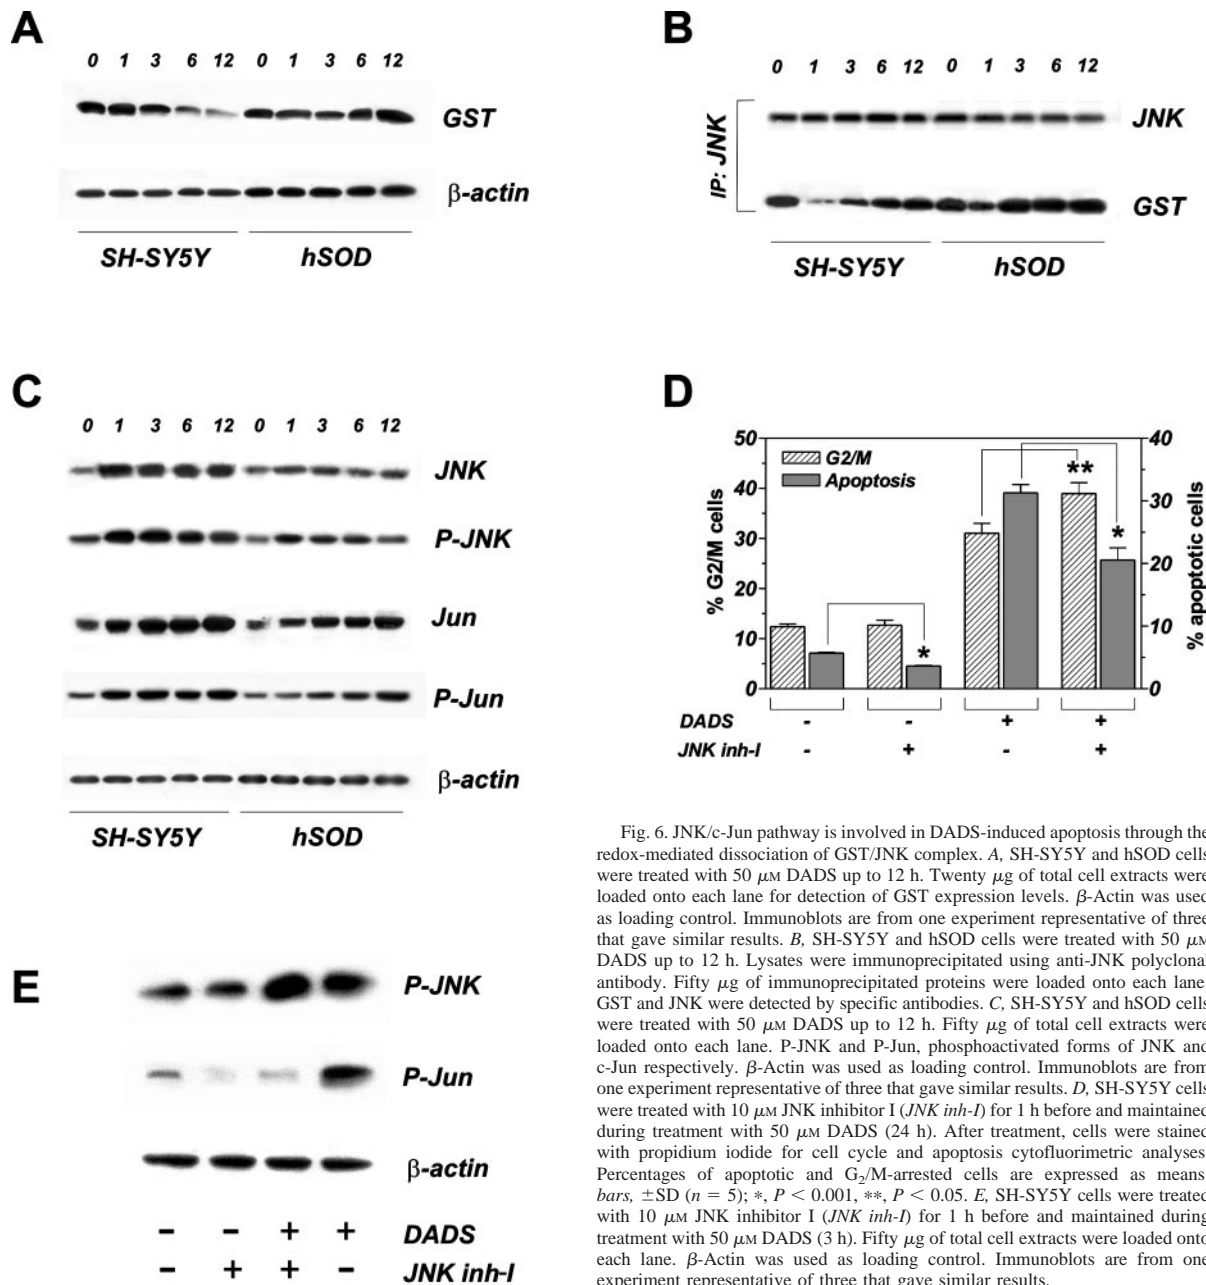 A
0 1 3 6 12 0 1 3 6 12
GST
β-actin
SH-SY5Y hSOD
B
0 1 3 6 12 0 1 3 6 12
IP: JNK
JNK
GST
SH-SY5Y hSOD
C
0 1 3 6 12 0 1 3 6 12
JNK
P-JNK
Jun
P-Jun
β-actin
SH-SY5Y hSOD
D
50 40 30 20 10 0
% G2/M cells
G2/M
Apoptosis
* ** *
40 30 20 10 0
% apoptotic cells
DADS - - + +
JNK inh-I - + - +
E
P-JNK
P-Jun
β-actin
- - + + DADS
- + + - JNK inh-I
Fig. 6. JNK/c-Jun pathway is involved in DADS-induced apoptosis through the
redox-mediated dissociation of GST/JNK complex. A, SH-SY5Y and hSOD cells
were treated with 50 μM DADS up to 12 h. Twenty μg of total cell extracts were
loaded onto each lane for detection of GST expression levels. β-Actin was used
as loading control. Immunoblots are from one experiment representative of three
that gave similar results. B, SH-SY5Y and hSOD cells were treated with 50 μM
DADS up to 12 h. Lysates were immunoprecipitated using anti-JNK polyclonal
antibody. Fifty μg of immunoprecipitated proteins were loaded onto each lane
GST and JNK were detected by specific antibodies. C, SH-SY5Y and hSOD cells
were treated with 50 μM DADS up to 12 h. Fifty μg of total cell extracts were
loaded onto each lane. P-JNK and P-Jun, phosphoactivated forms of JNK and
c-Jun respectively. β-Actin was used as loading control. Immunoblots are from
one experiment representative of three that gave similar results. D, SH-SY5Y cells
were treated with 10 μM JNK inhibitor I (JNK inh-I) for 1 h before and maintained
during treatment with 50 μM DADS (24 h). After treatment, cells were stained
with propidium iodide for cell cycle and apoptosis cytofluorimetric analyses
Percentages of apoptotic and G2/M-arrested cells are expressed as means
bars, ±SD (n = 5); *, P < 0.001, **, P < 0.05. E, SH-SY5Y cells were treated
with 10 μM JNK inhibitor I (JNK inh-I) for 1 h before and maintained during
treatment with 50 μM DADS (3 h). Fifty μg of total cell extracts were loaded onto
each lane. β-Actin was used as loading control. Immunoblots are from one
experiment representative of three that gave similar results.